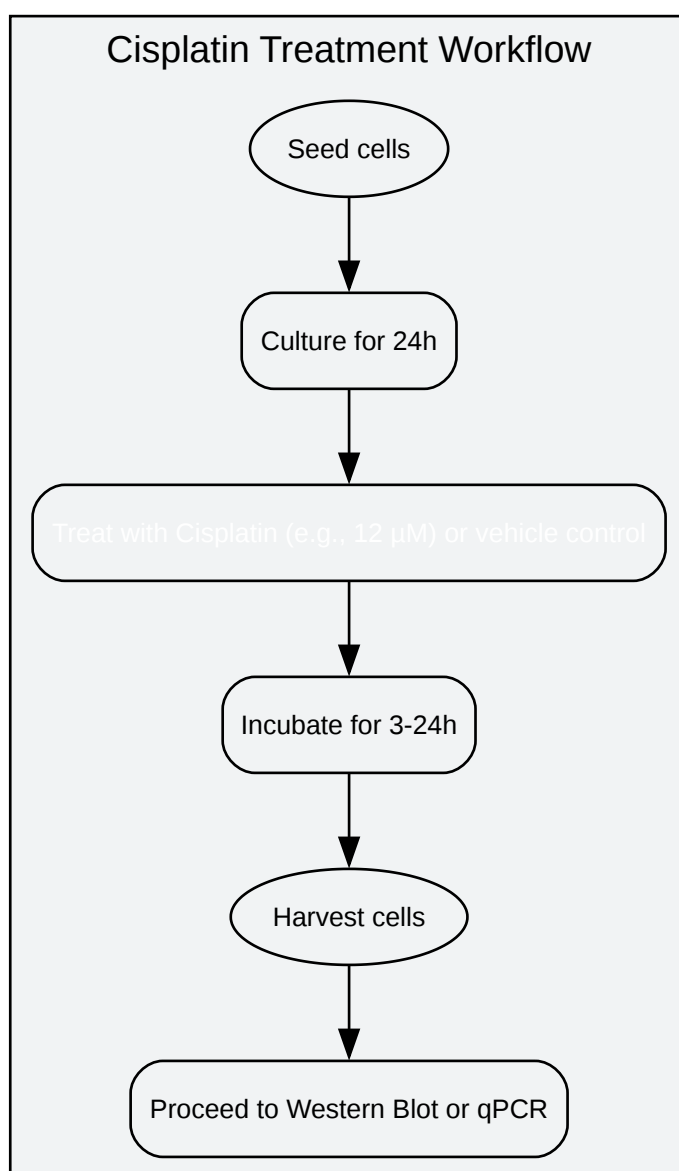 Cisplatin Treatment Workflow
Seed cells
Culture for 24h
Treat with Cisplatin (e.g., 12 µM) or vehicle control
Incubate for 3-24h
Harvest cells
Proceed to Western Blot or qPCR